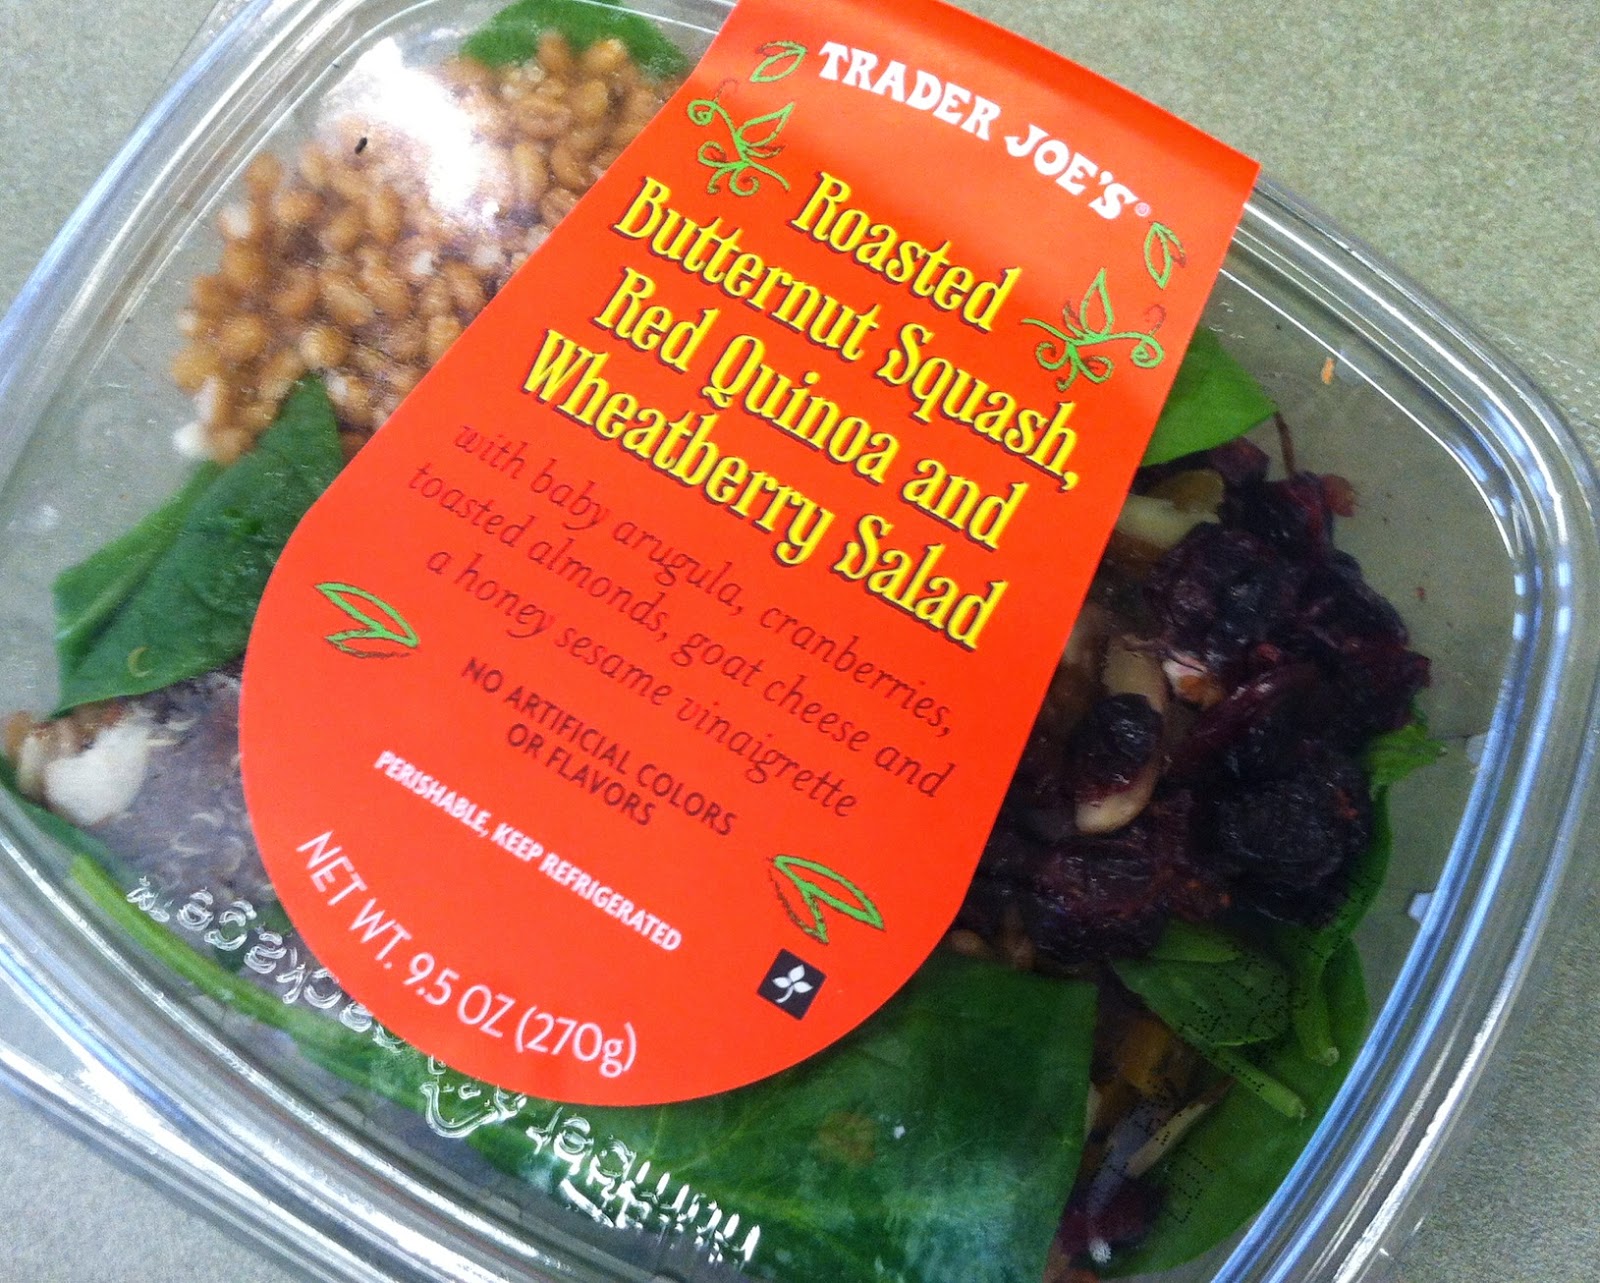 TRADER JOE'S®
Roasted
Butternut Squash,
Red Quinoa and
Wheatberry Salad
with baby arugula, cranberries,
toasted almonds, goat cheese and
a honey sesame vinaigrette
NO ARTIFICIAL COLORS
OR FLAVORS
PERISHABLE, KEEP REFRIGERATED
NET WT. 9.5 OZ (270g)